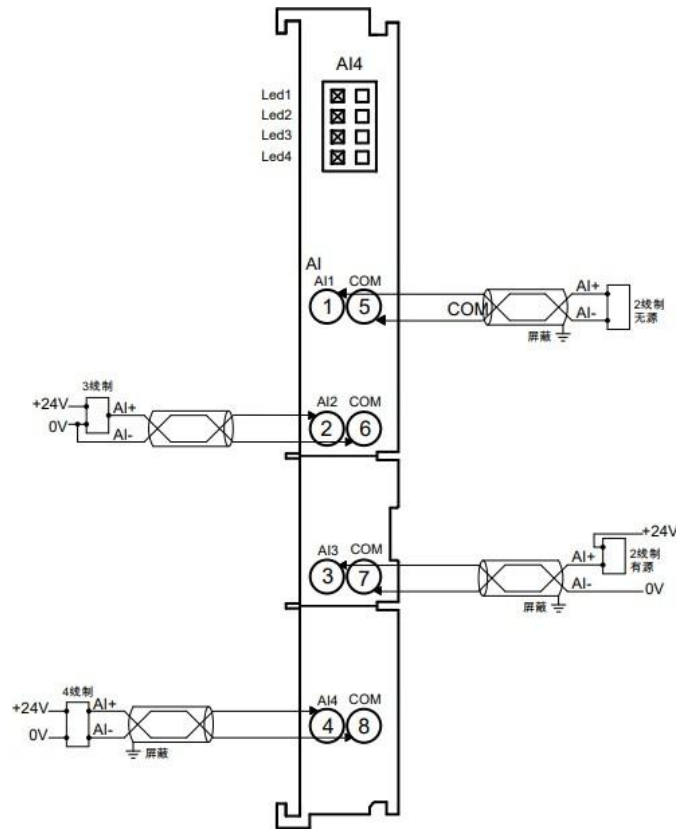 AI4
Led1
Led2
Led3
Led4
AI
AI1 COM
1 5
COM
AI+
AI-
屏蔽
2线制
无源
3线制
+24V
0V
AI+
AI-
AI2 COM
2 6
AI3 COM
3 7
+24V
AI+
AI-
2线制
有源
0V
屏蔽
4线制
+24V
0V
AI+
AI-
屏蔽
AI4 COM
4 8